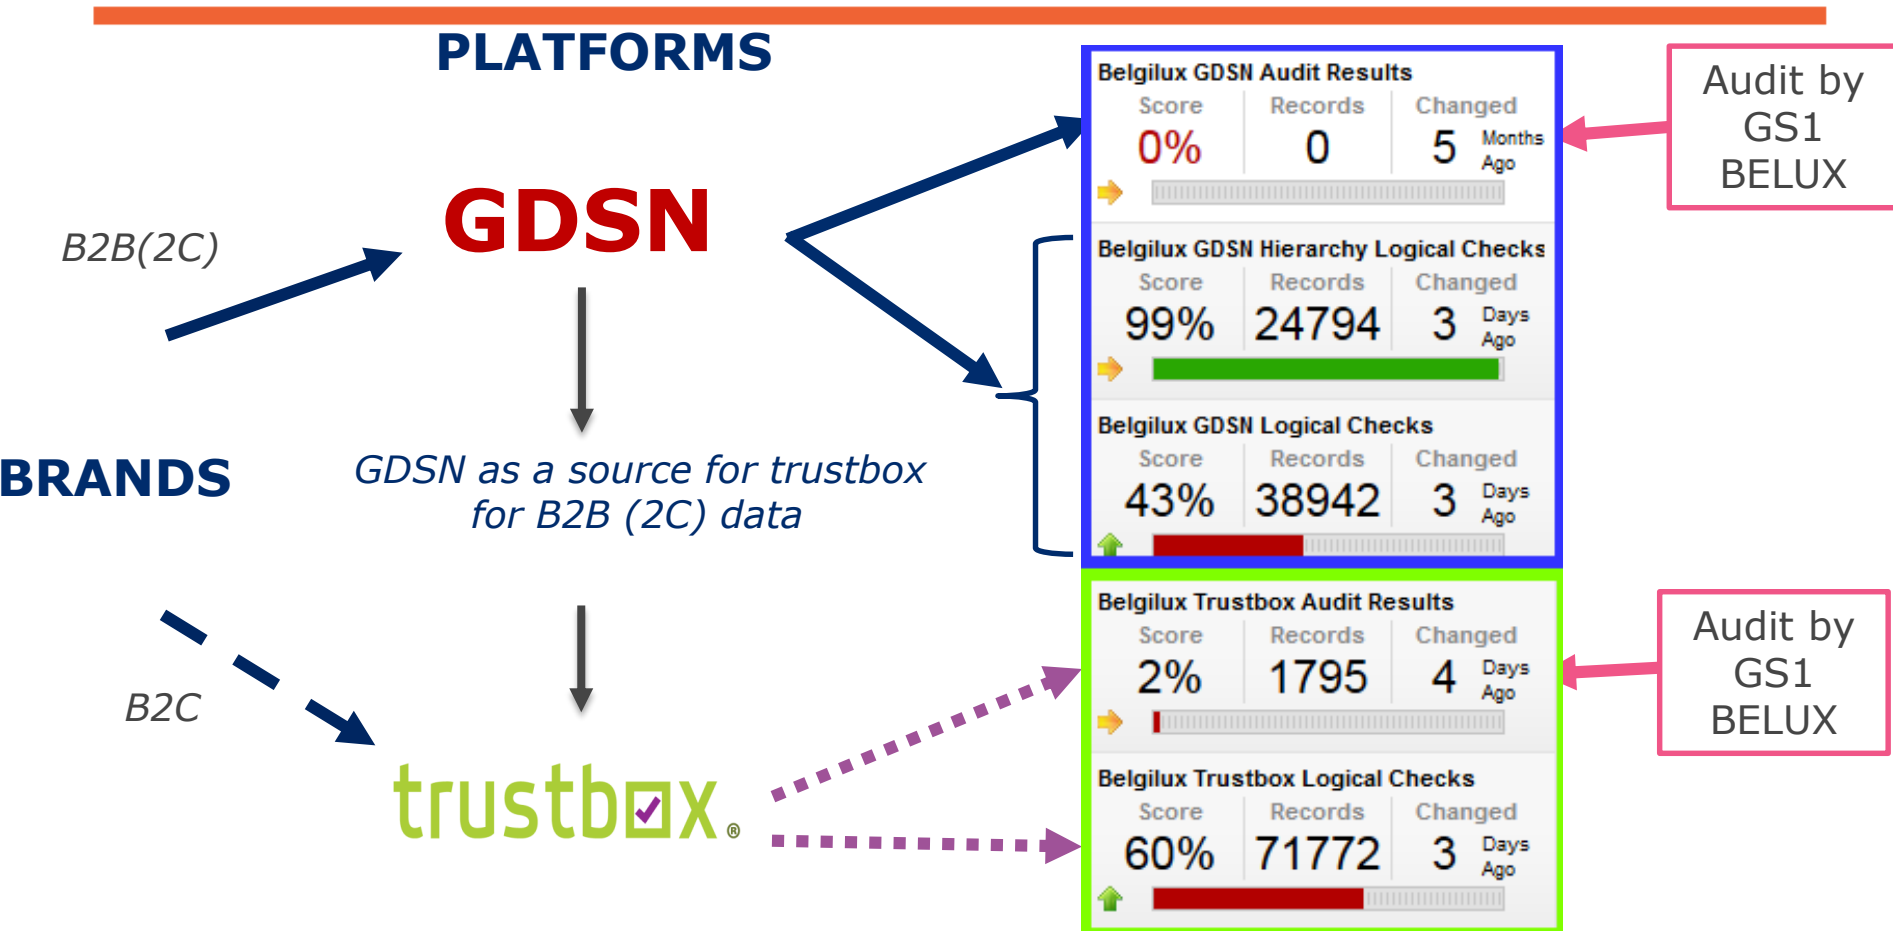 PLATFORMS
GDSN
B2B(2C)
BRANDS
GDSN as a source for trustbox
for B2B (2C) data
B2C
trustbox®
Belgilux GDSN Audit Results
Score Records Changed
0% 0 5 Months Ago
Belgilux GDSN Hierarchy Logical Checks
Score Records Changed
99% 24794 3 Days Ago
Belgilux GDSN Logical Checks
Score Records Changed
43% 38942 3 Days Ago
Belgilux Trustbox Audit Results
Score Records Changed
2% 1795 4 Days Ago
Belgilux Trustbox Logical Checks
Score Records Changed
60% 71772 3 Days Ago
Audit by
GS1
BELUX
Audit by
GS1
BELUX